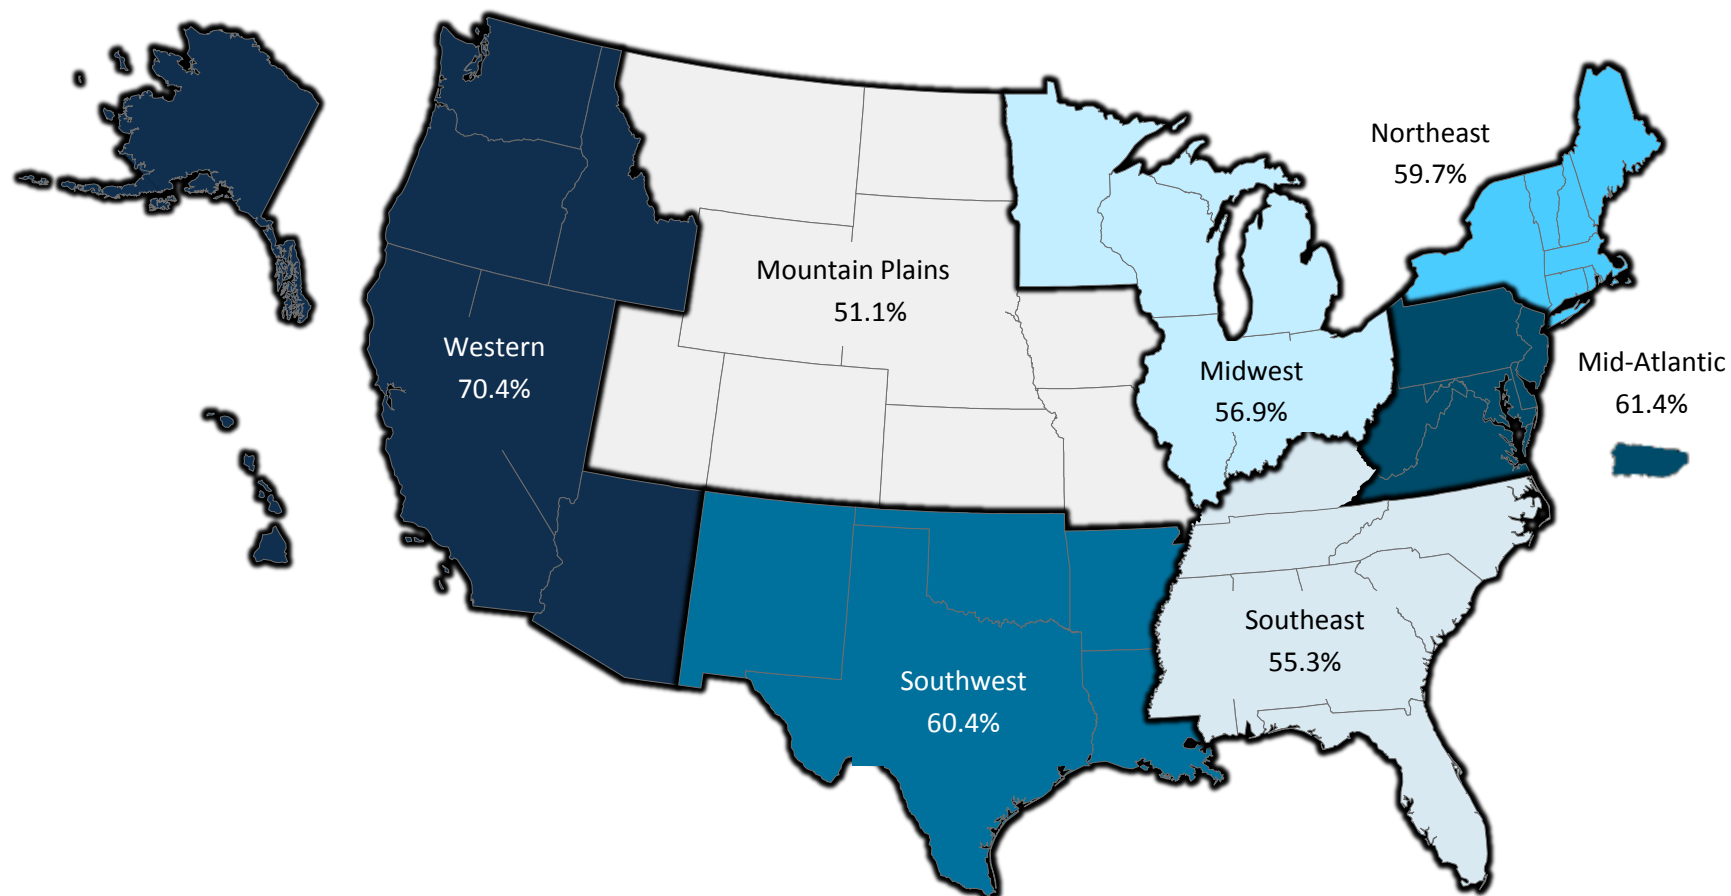 Northeast
59.7%
Mountain Plains
51.1%
Western
70.4%
Midwest
56.9%
Mid-Atlantic
61.4%
Southeast
55.3%
Southwest
60.4%